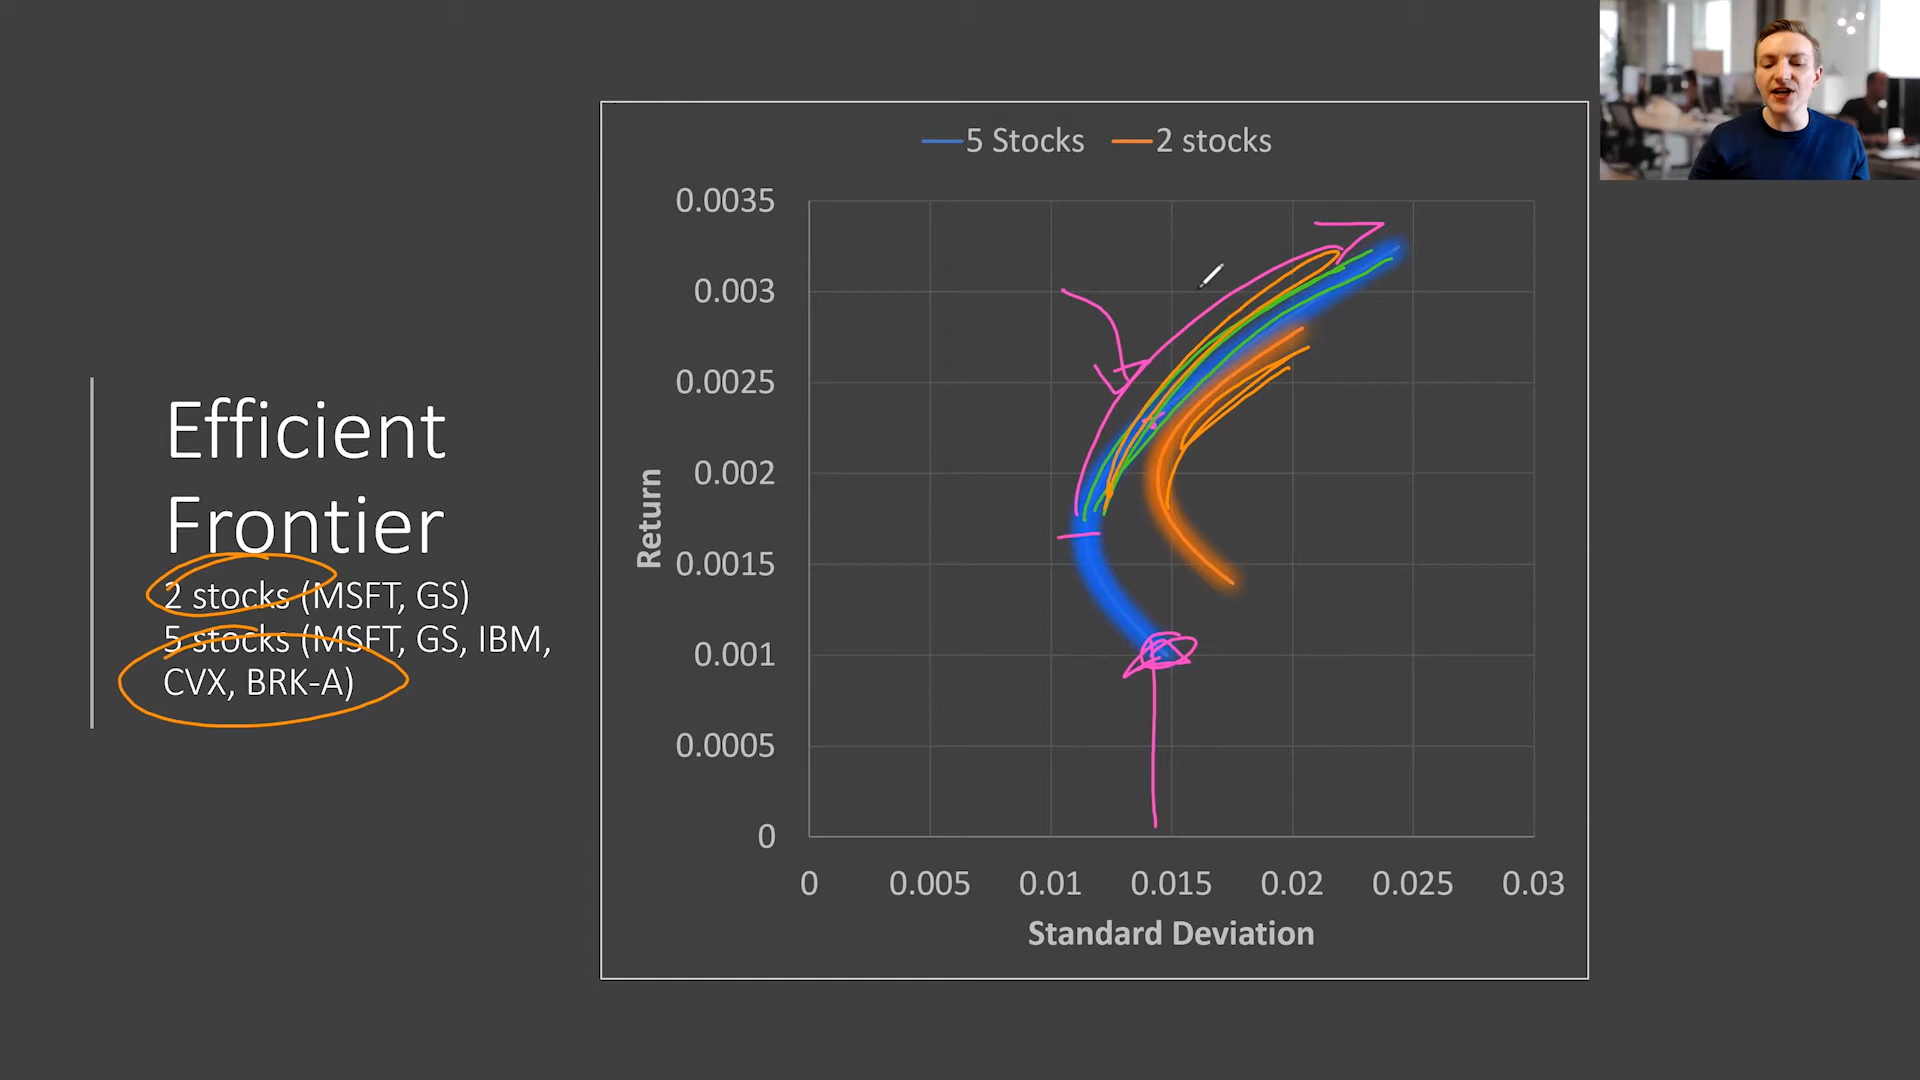 Efficient
Frontier
2 stocks (MSFT, GS)
5 stocks (MSFT, GS, IBM,
CVX, BRK-A)
5 Stocks
2 stocks
0.0035
0.003
0.0025
0.002
0.0015
0.001
0.0005
0
Return
0
0.005
0.01
0.015
0.02
0.025
0.03
Standard Deviation